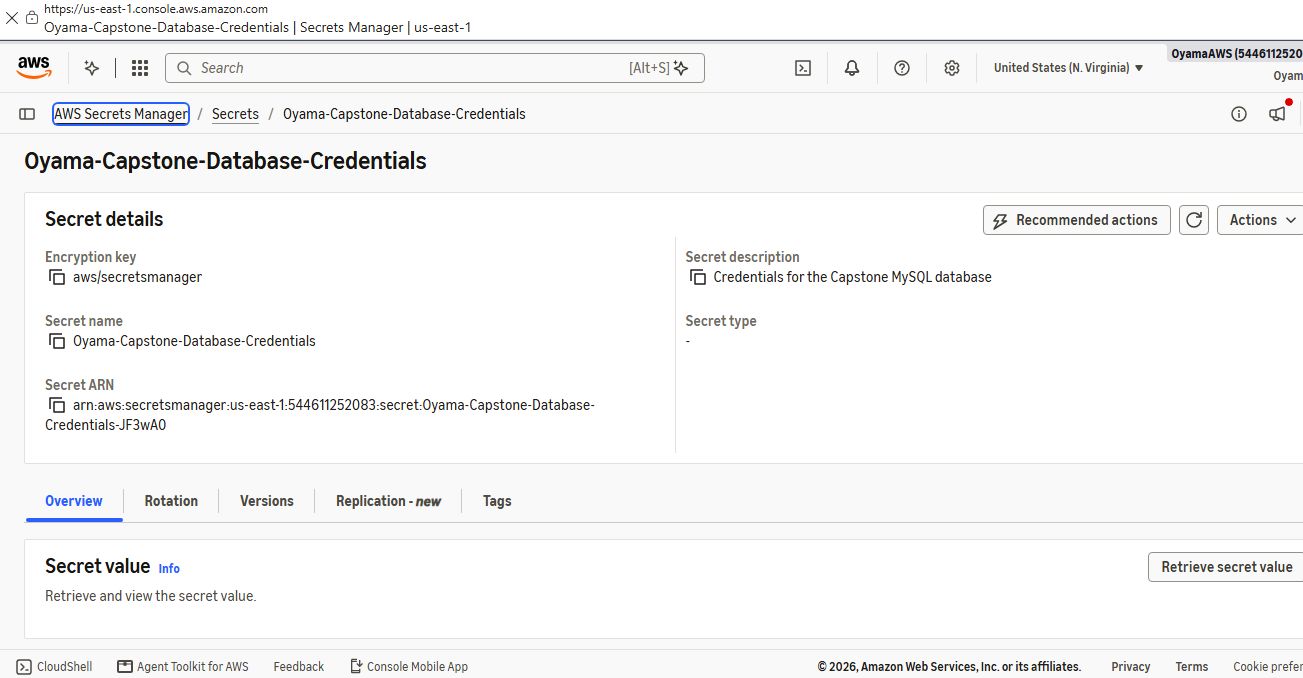 https://us-east-1.console.aws.amazon.com
Oyama-Capstone-Database-Credentials | Secrets Manager | us-east-1
aws
Search
[Alt+S]
United States (N. Virginia)
OyamaAWS (5446112520
Oyam
AWS Secrets Manager / Secrets / Oyama-Capstone-Database-Credentials
Oyama-Capstone-Database-Credentials
Secret details
Recommended actions
Actions
Encryption key
aws/secretsmanager
Secret description
Credentials for the Capstone MySQL database
Secret name
Oyama-Capstone-Database-Credentials
Secret type
-
Secret ARN
arn:aws:secretsmanager:us-east-1:544611252083:secret:Oyama-Capstone-Database-
Credentials-JF3wA0
Overview
Rotation
Versions
Replication - new
Tags
Secret value Info
Retrieve secret value
Retrieve and view the secret value.
CloudShell
Agent Toolkit for AWS
Feedback
Console Mobile App
© 2026, Amazon Web Services, Inc. or its affiliates.
Privacy
Terms
Cookie prefer